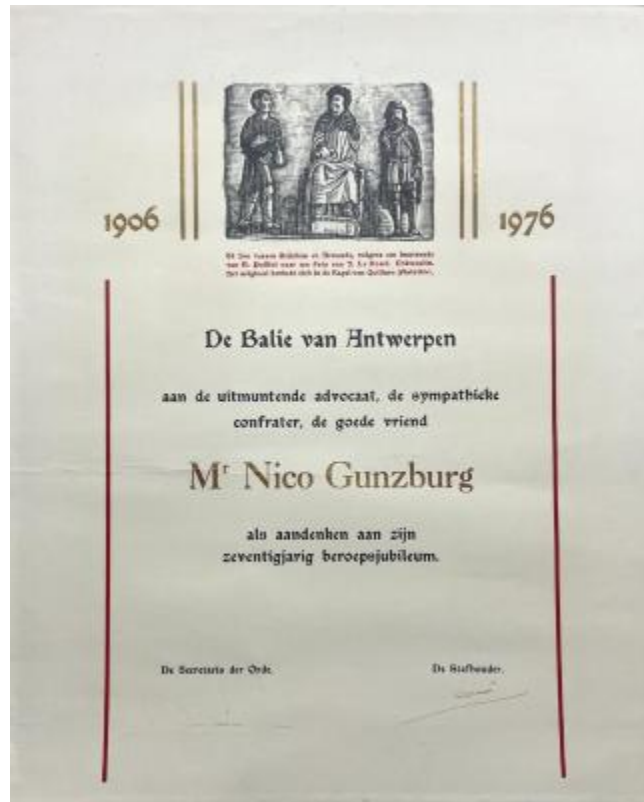 1906
1976
De Balie van Antwerpen
aan de uitmuntende advocaat, de sympathieke
confrater, de goede vriend
Mr Nico Gunzburg
als aandenken aan zijn
zeventigjarig beroepsjubileum.
De Secretaris der Orde.
De Stafhouder.